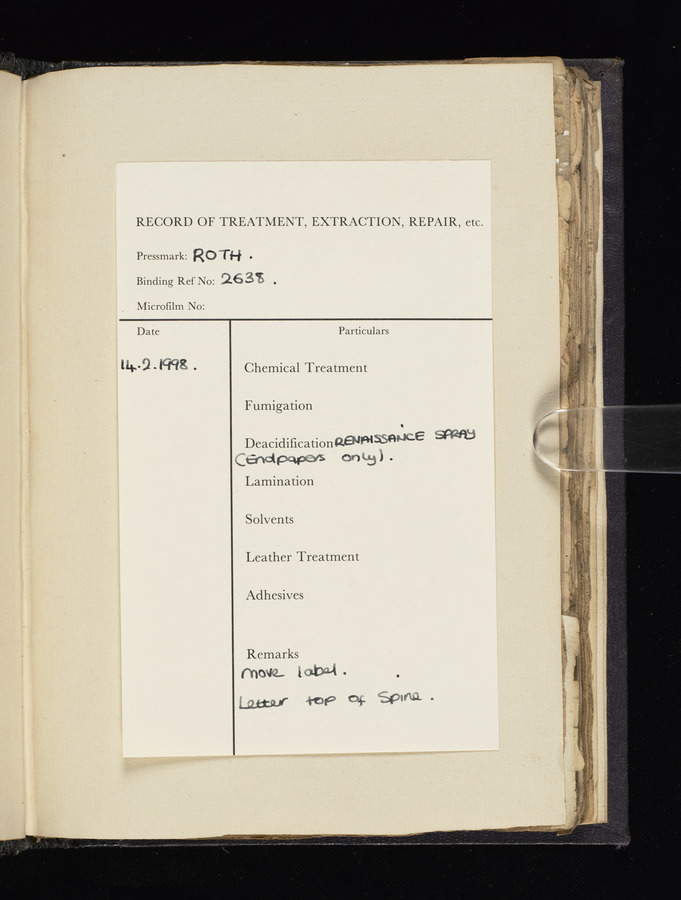 RECORD OF TREATMENT, EXTRACTION, REPAIR, etc.
Pressmark: ROTH.
Binding Ref No: 2638.
Microfilm No:
Date Particulars
14.2.1998. Chemical Treatment
Fumigation
Deacidification RENAISSANCE SPRAY
(Endpapers only).
Lamination
Solvents
Leather Treatment
Adhesives
Remarks
move label.
Letter top of Spine.